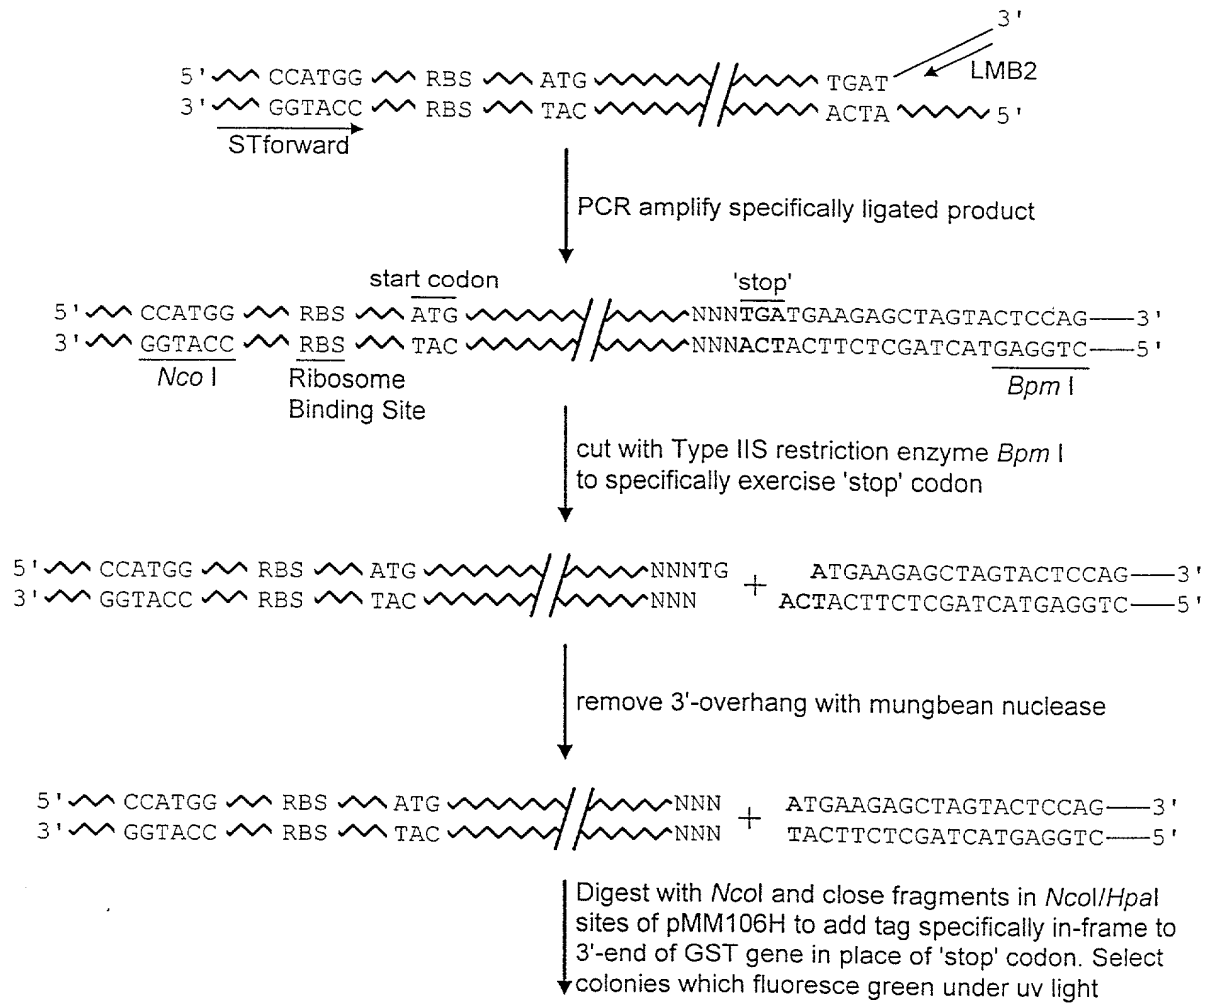 3'
5' CCATGG RBS ATG TGAT LMB2
3' GGTACC RBS TAC ACTA 5'
STforward
PCR amplify specifically ligated product
start codon 'stop'
5' CCATGG RBS ATG NNNTGATGAAGAGCTAGTACTCCAG 3'
3' GGTACC RBS TAC NNNACTACTTCTCGATCATGAGGTC 5'
Nco I Ribosome Bpm I
Binding Site
cut with Type IIS restriction enzyme Bpm I
to specifically exercise 'stop' codon
5' CCATGG RBS ATG NNNTG + ATGAAGAGCTAGTACTCCAG 3'
3' GGTACC RBS TAC NNN ACTACTTCTCGATCATGAGGTC 5'
remove 3'-overhang with mungbean nuclease
5' CCATGG RBS ATG NNN + ATGAAGAGCTAGTACTCCAG 3'
3' GGTACC RBS TAC NNN TACTTCTCGATCATGAGGTC 5'
Digest with NcoI and close fragments in NcoI/HpaI
sites of pMM106H to add tag specifically in-frame to
3'-end of GST gene in place of 'stop' codon. Select
colonies which fluoresce green under uv light